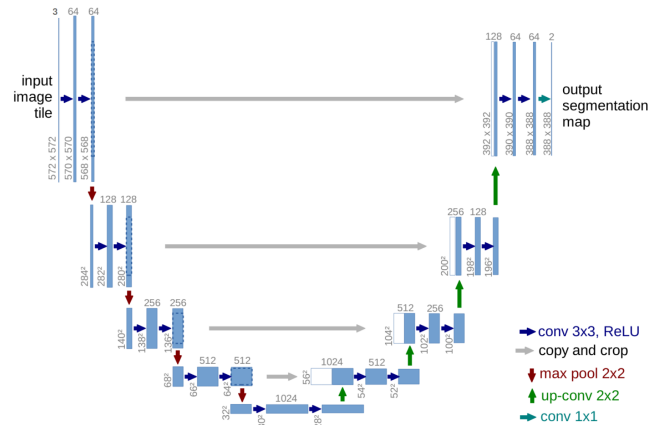 3 64 64
128 64 64 2
input
image
tile
output
segmentation
map
572 x 572
570 x 570
568 x 568
392 x 392
390 x 390
388 x 388
388 x 388
128 128
256 128
284²
282²
280²
200²
198²
196²
256 256
512 256
140²
138²
136²
104²
102²
100²
512 512
1024 512
68²
66²
64²
56²
54²
52²
1024
32²
conv 3x3, ReLU
copy and crop
max pool 2x2
up-conv 2x2
conv 1x1